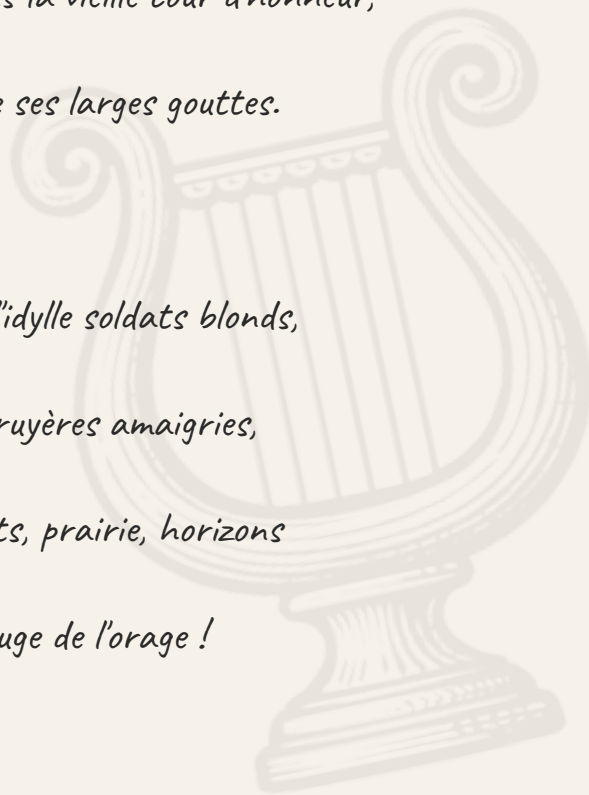 la vieille cour d'honneur,
ses larges gouttes.
idylle soldats blonds,
ruyères amaigries,
ts, prairie, horizons
uge de l'orage !